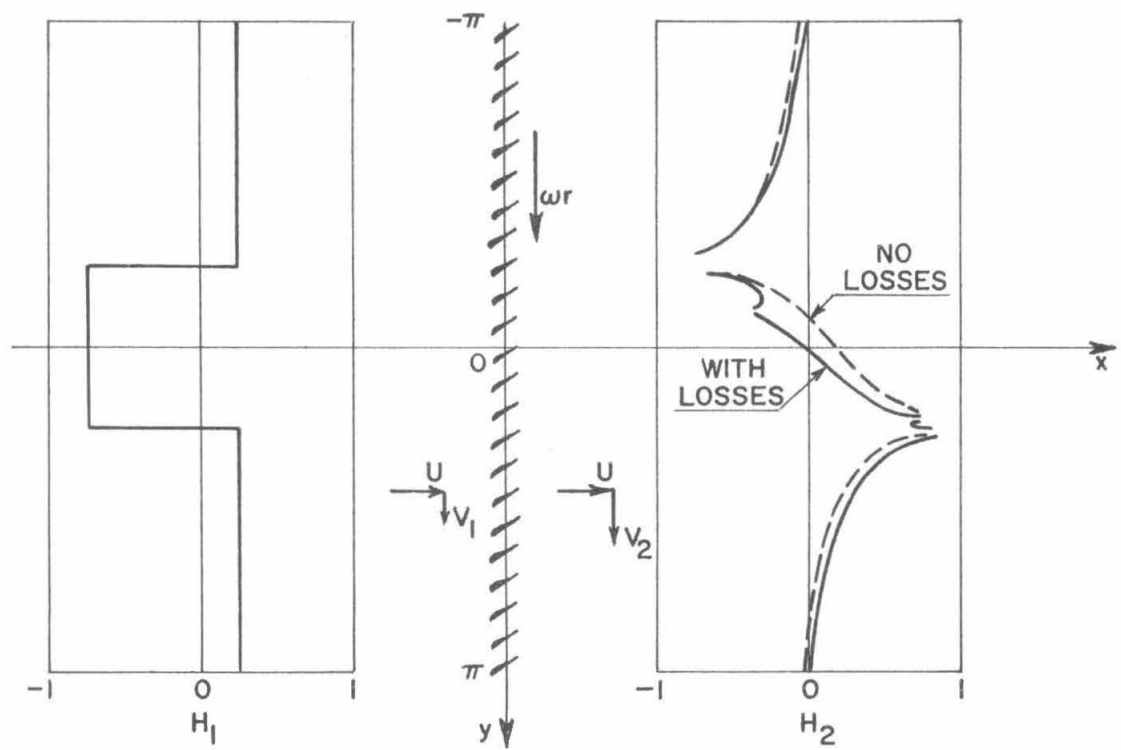 -π
ωr
NO
LOSSES
0
x
WITH
LOSSES
U
V1
U
V2
π
-1
0
1
H1
y
-1
0
1
H2